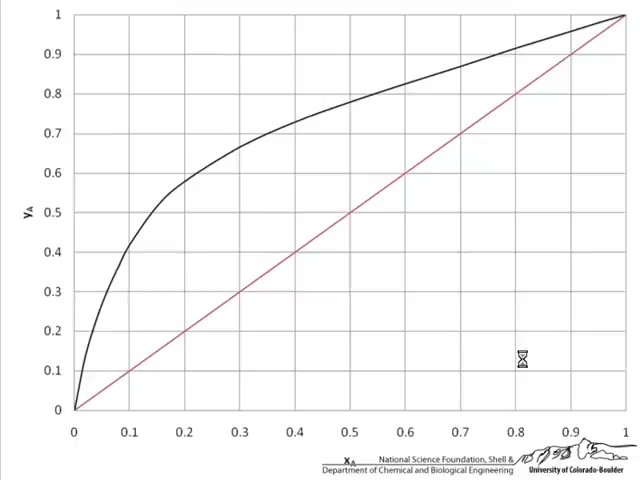 1
0.9
0.8
0.7
0.6
0.5
0.4
0.3
0.2
0.1
0
yA
0 0.1 0.2 0.3 0.4 0.5 0.6 0.7 0.8 0.9 1
xA
National Science Foundation, Shell &
Department of Chemical and Biological Engineering
University of Colorado-Boulder